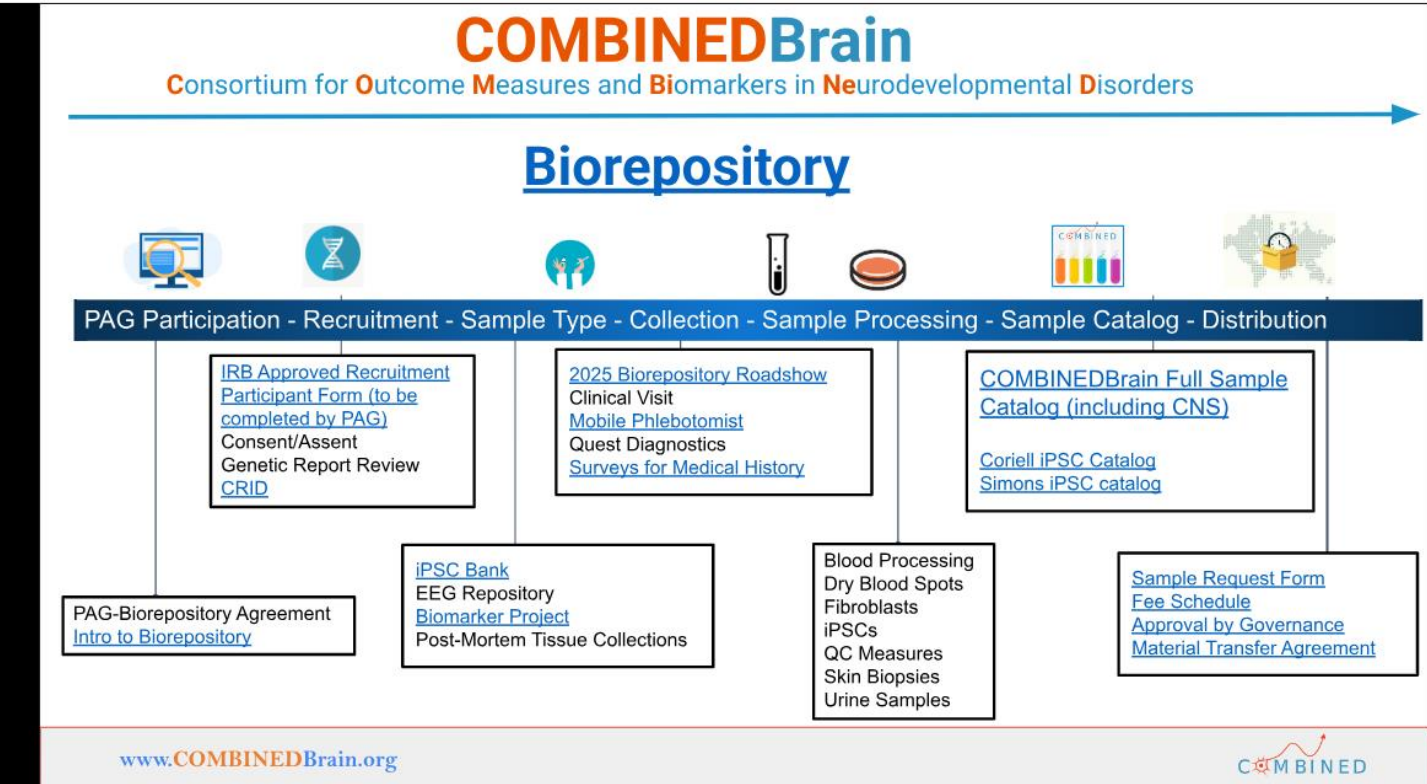 COMBINEDBrain
Consortium for Outcome Measures and Biomarkers in Neurodevelopmental Disorders
Biorepository
COMBINED
PAG Participation - Recruitment - Sample Type - Collection - Sample Processing - Sample Catalog - Distribution
IRB Approved Recruitment
Participant Form (to be
completed by PAG)
Consent/Assent
Genetic Report Review
CRID
2025 Biorepository Roadshow
Clinical Visit
Mobile Phlebotomist
Quest Diagnostics
Surveys for Medical History
COMBINEDBrain Full Sample
Catalog (including CNS)
Coriell iPSC Catalog
Simons iPSC catalog
PAG-Biorepository Agreement
Intro to Biorepository
iPSC Bank
EEG Repository
Biomarker Project
Post-Mortem Tissue Collections
Blood Processing
Dry Blood Spots
Fibroblasts
iPSCs
QC Measures
Skin Biopsies
Urine Samples
Sample Request Form
Fee Schedule
Approval by Governance
Material Transfer Agreement
www.COMBINEDBrain.org
COMBINED